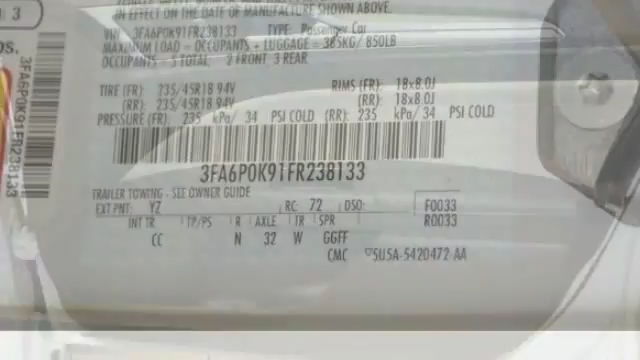 3
IN EFFECT ON THE DATE OF MANUFACTURE SHOWN ABOVE.
VIN: 3FA6P0K91FR238133 TYPE: Passenger Car
MAXIMUM LOAD = OCCUPANTS + LUGGAGE = 385KG / 850LB
OCCUPANTS 5 TOTAL 2 FRONT 3 REAR
TIRE (FR): 235/45R18 94V RIMS (FR): 18x8.0J
(RR): 235/45R18 94V (RR): 18x8.0J
PRESSURE (FR): 235 kPa/ 34 PSI COLD (RR): 235 kPa/ 34 PSI COLD
3FA6P0K91FR238133
TRAILER TOWING - SEE OWNER GUIDE
EXT PNT: YZ RC: 72 DSO: F0033
INT TR TP/PS R AXLE TR SPR R0033
CC N 32 W GGFF
CMC 5U5A-5420472-AA
3FA6P0K91FR238133